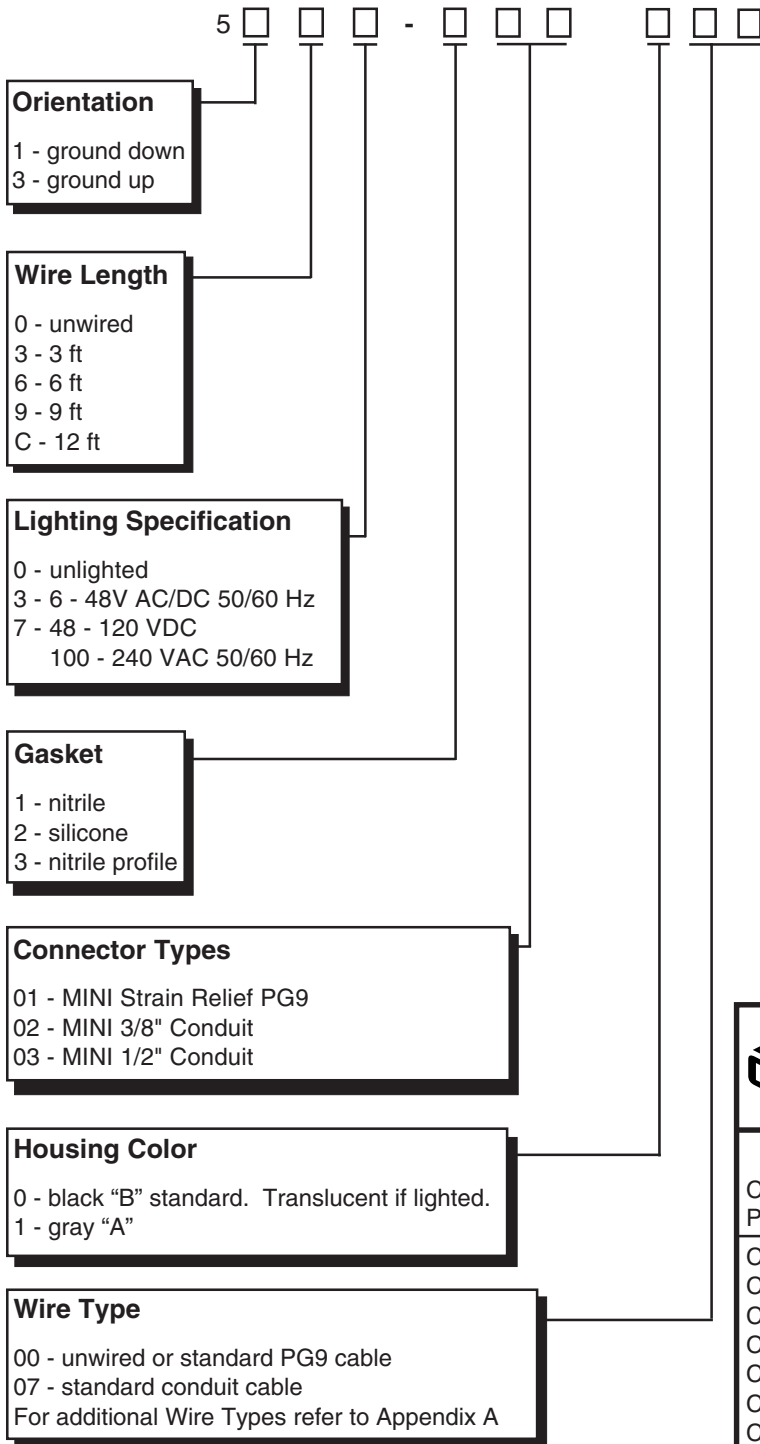 5 □ □ □ - □ □ □ □ □ □
Orientation
1 - ground down
3 - ground up
Wire Length
0 - unwired
3 - 3 ft
6 - 6 ft
9 - 9 ft
C - 12 ft
Lighting Specification
0 - unlighted
3 - 6 - 48V AC/DC 50/60 Hz
7 - 48 - 120 VDC
100 - 240 VAC 50/60 Hz
Gasket
1 - nitrile
2 - silicone
3 - nitrile profile
Connector Types
01 - MINI Strain Relief PG9
02 - MINI 3/8" Conduit
03 - MINI 1/2" Conduit
Housing Color
0 - black “B” standard. Translucent if lighted.
1 - gray “A”
Wire Type
00 - unwired or standard PG9 cable
07 - standard conduit cable
For additional Wire Types refer to Appendix A